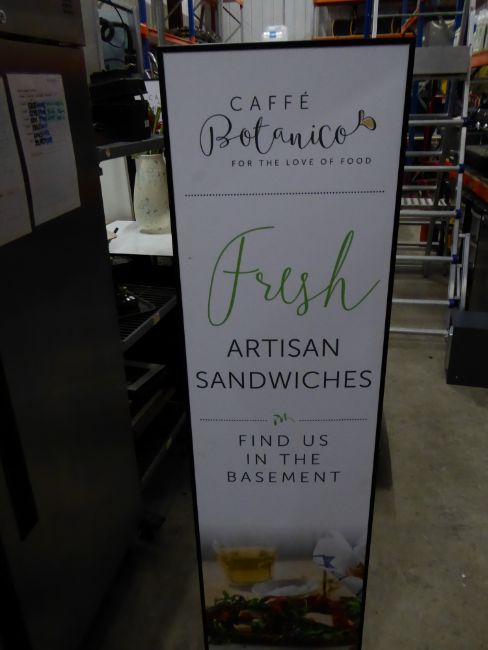 CAFFÉ
Botanico
FOR THE LOVE OF FOOD
Fresh
ARTISAN
SANDWICHES
FIND US
IN THE
BASEMENT